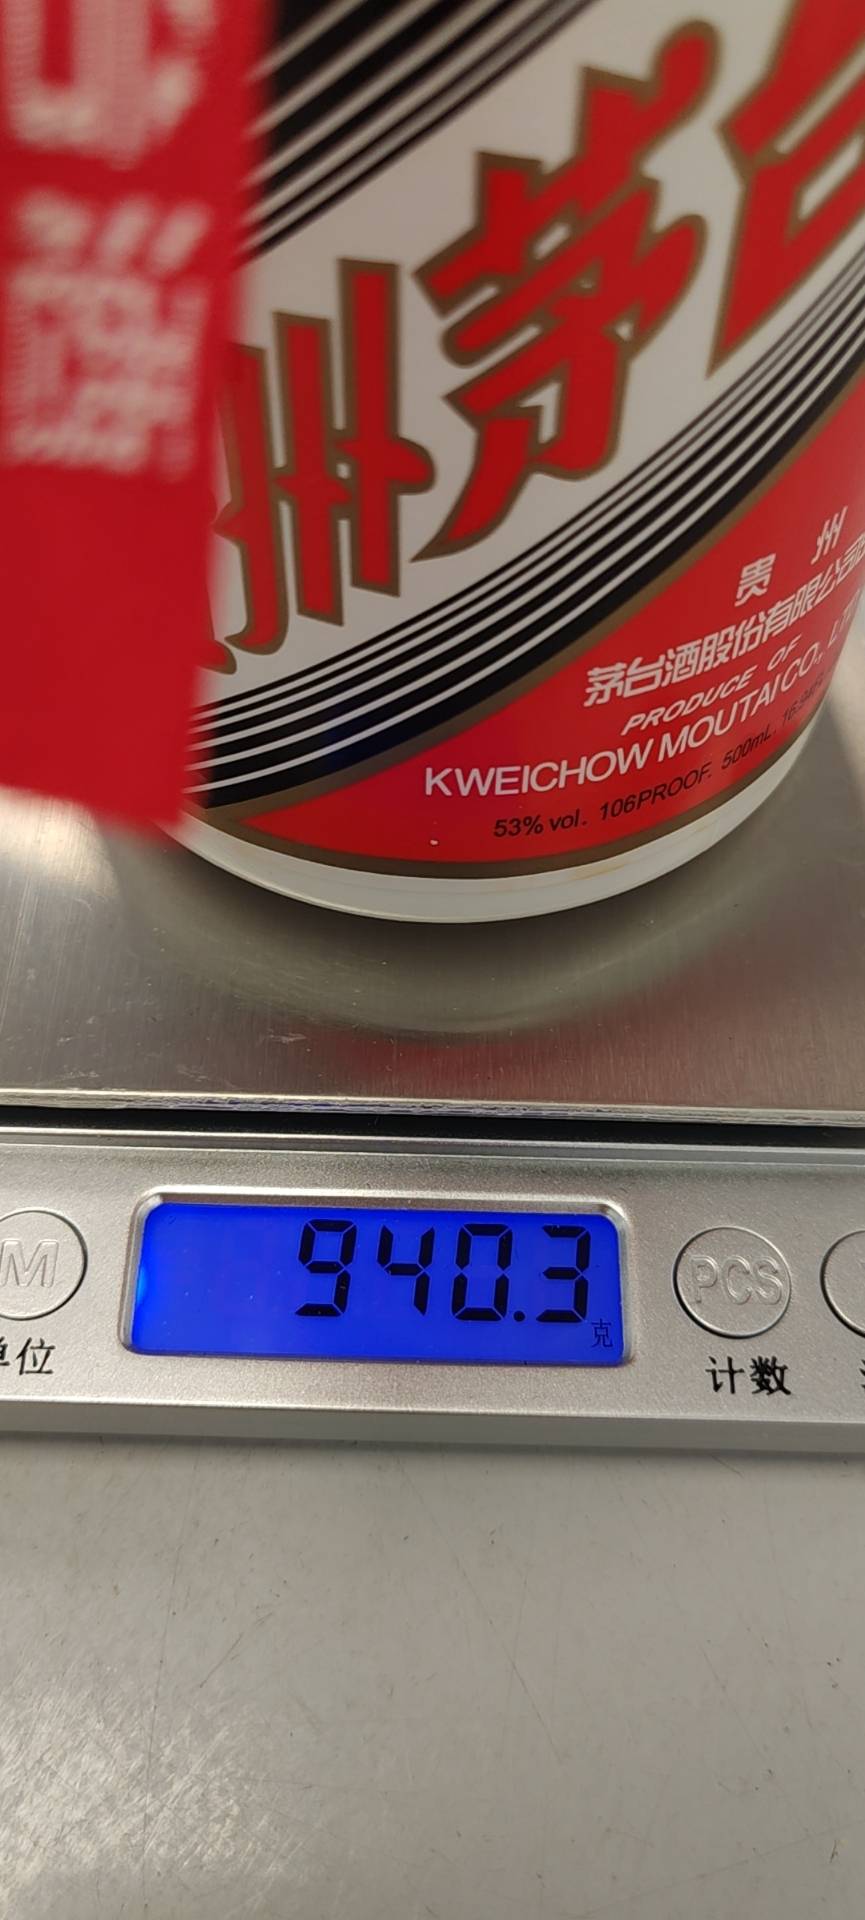 州茅台
贵州
茅台酒股份有限公司
PRODUCE OF
KWEICHOW MOUTAI CO., LTD
53% vol. 106PROOF. 500mL.
940.3
克
M
PCS
单位
计数